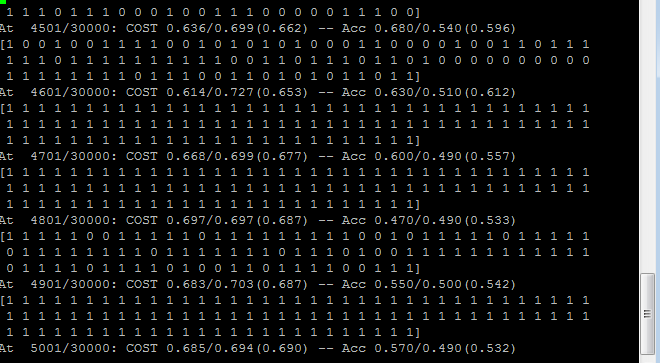 1 1 1 0 1 1 1 0 0 0 1 0 0 1 1 1 0 0 0 0 0 1 1 1 0 0]
At  4501/30000: COST 0.636/0.699(0.662) -- Acc 0.680/0.540(0.596)
[1 0 0 1 0 0 1 1 1 1 0 0 1 0 1 0 1 0 1 0 0 0 1 1 0 0 0 0 1 0 0 1 1 0 1 1 1
1 1 1 0 1 1 1 1 1 1 1 1 1 1 0 0 1 1 0 1 1 1 0 1 1 0 1 0 0 0 0 0 0 0 0 0 0
1 1 1 1 1 1 1 1 0 1 1 1 0 0 1 1 0 1 0 1 0 1 1 0 1 1]
At  4601/30000: COST 0.614/0.727(0.653) -- Acc 0.630/0.510(0.612)
[1 1 1 1 1 1 1 1 1 1 1 1 1 1 1 1 1 1 1 1 1 1 1 1 1 1 1 1 1 1 1 1 1 1 1 1 1
1 1 1 1 1 1 1 1 1 1 1 1 1 1 1 1 1 1 1 1 1 1 1 1 1 1 1 1 1 1 1 1 1 1 1 1 1
1 1 1 1 1 1 1 1 1 1 1 1 1 1 1 1 1 1 1 1 1 1 1 1 1 1]
At  4701/30000: COST 0.668/0.699(0.677) -- Acc 0.600/0.490(0.557)
[1 1 1 1 1 1 1 1 1 1 1 1 1 1 1 1 1 1 1 1 1 1 1 1 1 1 1 1 1 1 1 1 1 1 1 1 1
1 1 1 1 1 1 1 1 1 1 1 1 1 1 1 1 1 1 1 1 1 1 1 1 1 1 1 1 1 1 1 1 1 1 1 1 1
1 1 1 1 1 1 1 1 1 1 1 1 1 1 1 1 1 1 1 1 1 1 1 1 1 1]
At  4801/30000: COST 0.697/0.697(0.687) -- Acc 0.470/0.490(0.533)
[1 1 1 1 1 0 0 1 1 1 1 1 0 1 1 1 1 1 1 1 1 1 0 0 1 0 1 1 1 1 0 1 1 1 1 1 1
0 1 1 1 1 1 1 0 1 1 1 1 1 1 1 0 1 1 1 0 1 1 0 0 1 1 1 1 1 1 1 1 1 1 1 1 1
0 1 1 1 1 0 1 1 1 0 1 0 0 1 1 0 1 1 1 1 0 0 1 1 1 1]
At  4901/30000: COST 0.683/0.703(0.687) -- Acc 0.550/0.500(0.542)
[1 1 1 1 1 1 1 1 1 1 1 1 1 1 1 1 1 1 1 1 1 1 1 1 1 1 1 1 1 1 1 1 1 1 1 1 1
1 1 1 1 1 1 1 1 1 1 1 1 1 1 1 1 1 1 1 1 1 1 1 1 1 1 1 1 1 1 1 1 1 1 1 1 1
1 1 1 1 1 1 1 1 1 1 1 1 1 1 1 1 1 1 1 1 1 1 1 1 1 1]
At  5001/30000: COST 0.685/0.694(0.690) -- Acc 0.570/0.490(0.532)